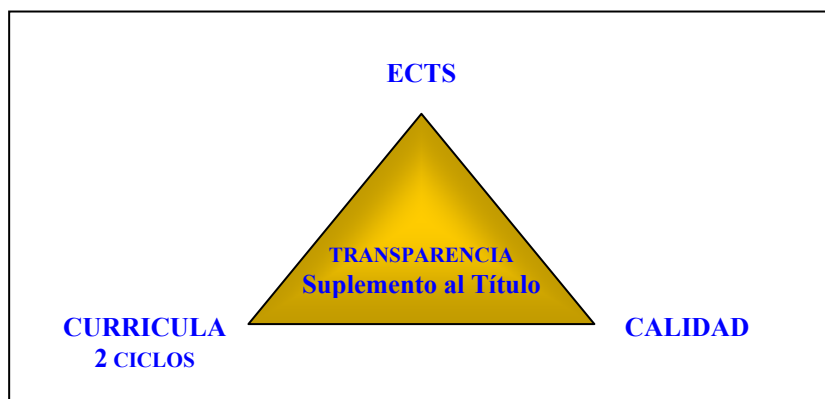 ECTS
TRANSPARENCIA
Suplemento al Título
CURRICULA
2 CICLOS
CALIDAD